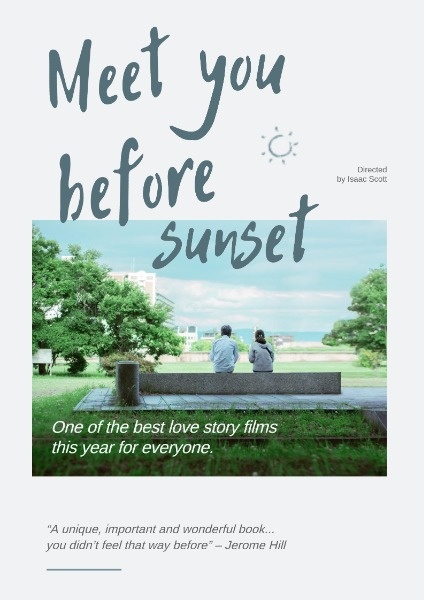 Meet you
before
sunset
Directed
by Isaac Scott
One of the best love story films
this year for everyone.
“A unique, important and wonderful book...
you didn’t feel that way before” – Jerome Hill